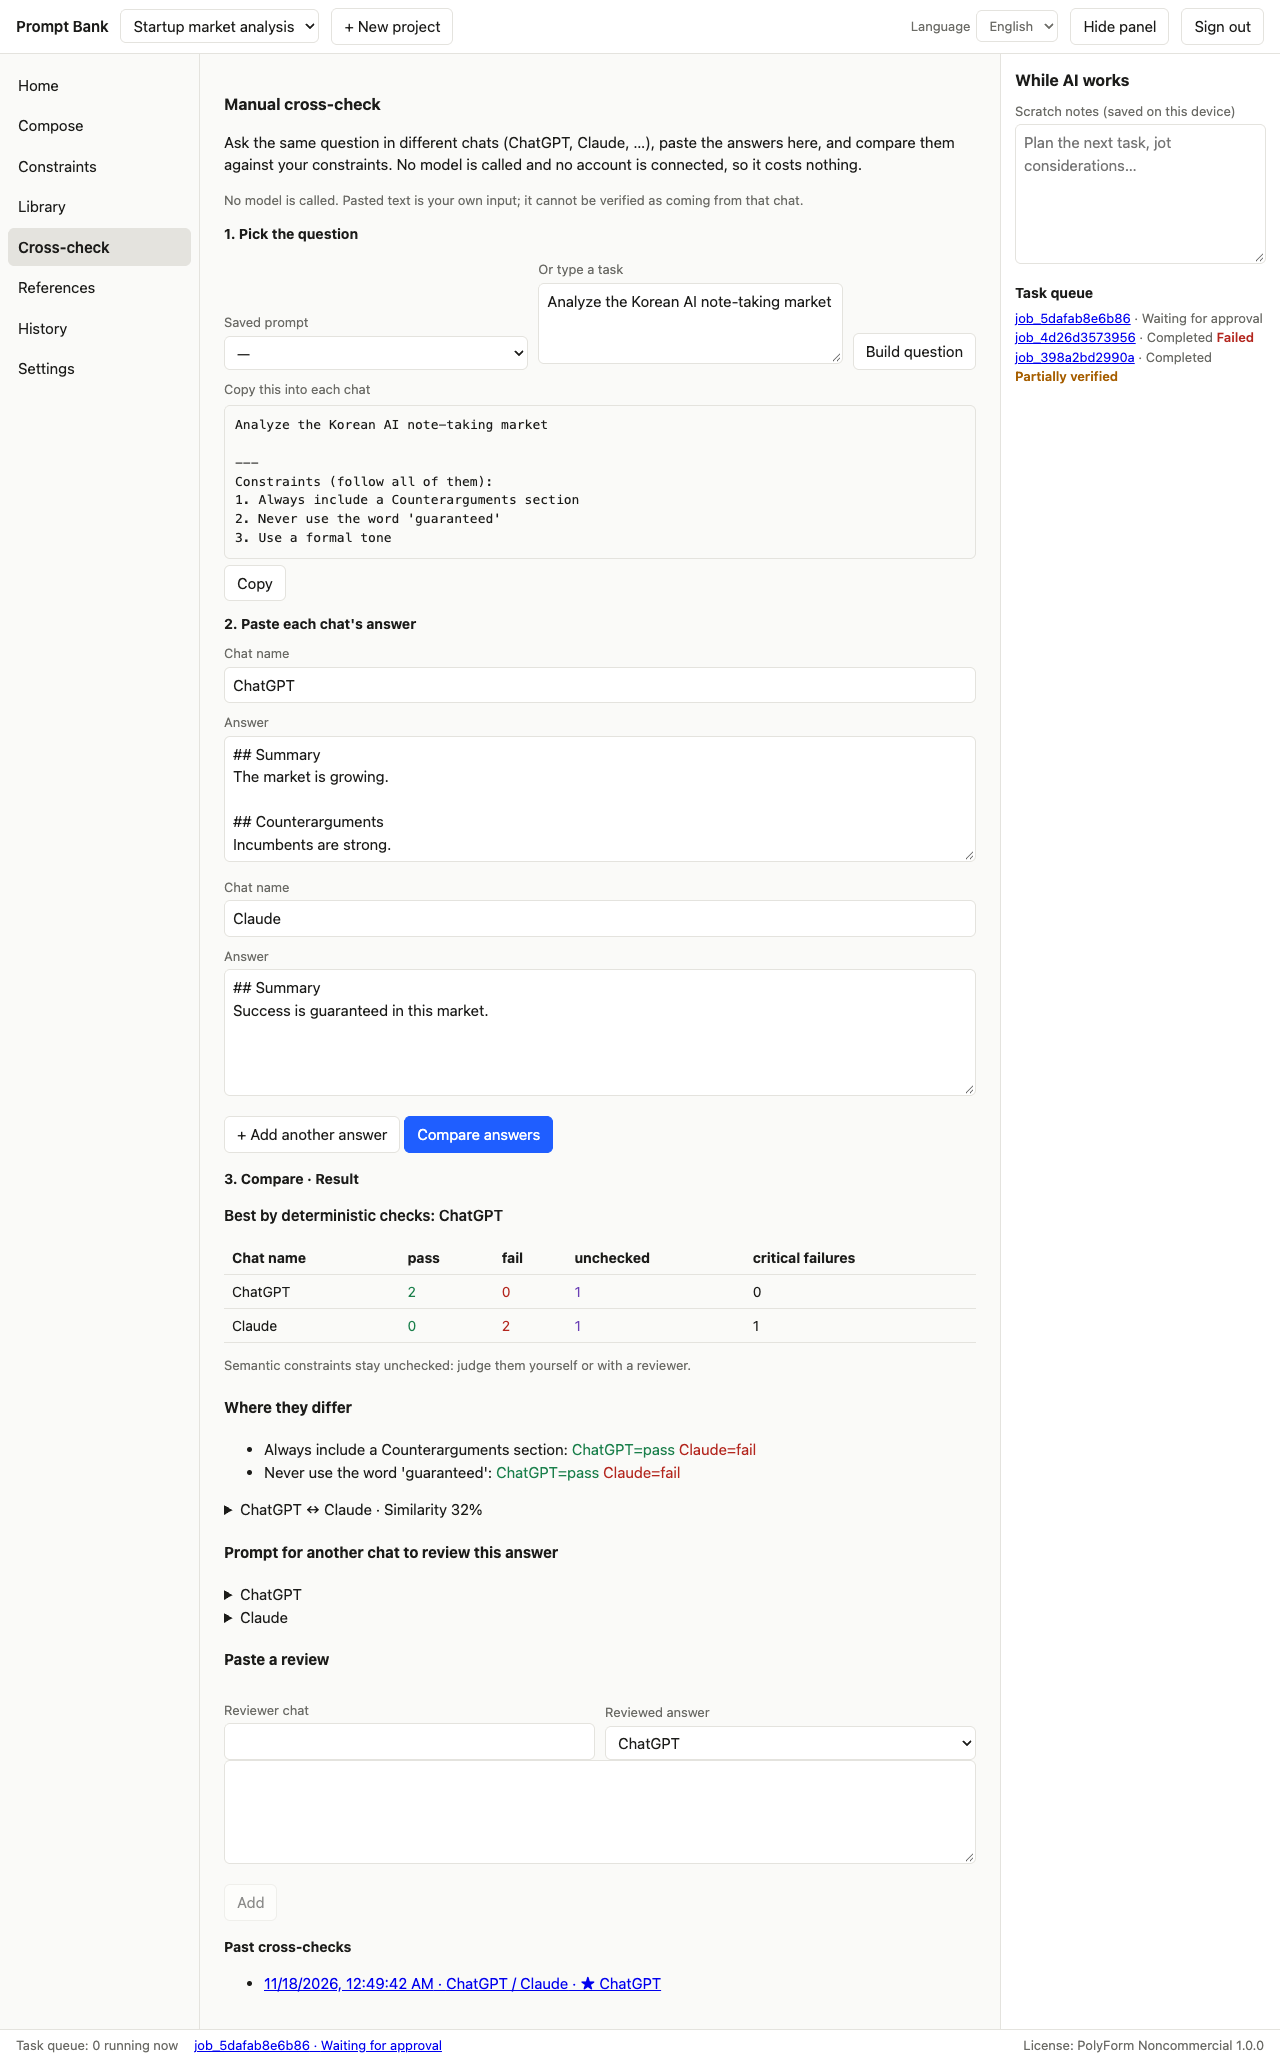 Prompt Bank
Startup market analysis
+ New project
Language
English
Hide panel
Sign out
Home
Compose
Constraints
Library
Cross-check
References
History
Settings
Manual cross-check
Ask the same question in different chats (ChatGPT, Claude, ...), paste the answers here, and compare them
against your constraints. No model is called and no account is connected, so it costs nothing.
No model is called. Pasted text is your own input; it cannot be verified as coming from that chat.
1. Pick the question
Saved prompt
—
Or type a task
Analyze the Korean AI note-taking market
Build question
Copy this into each chat
Analyze the Korean AI note-taking market
---
Constraints (follow all of them):
1. Always include a Counterarguments section
2. Never use the word 'guaranteed'
3. Use a formal tone
Copy
2. Paste each chat's answer
Chat name
ChatGPT
Answer
## Summary
The market is growing.
## Counterarguments
Incumbents are strong.
Chat name
Claude
Answer
## Summary
Success is guaranteed in this market.
+ Add another answer
Compare answers
3. Compare · Result
Best by deterministic checks: ChatGPT
Chat name pass fail unchecked critical failures
ChatGPT 2 0 1 0
Claude 0 2 1 1
Semantic constraints stay unchecked: judge them yourself or with a reviewer.
Where they differ
• Always include a Counterarguments section: ChatGPT=pass Claude=fail
• Never use the word 'guaranteed': ChatGPT=pass Claude=fail
▶ ChatGPT ↔ Claude · Similarity 32%
Prompt for another chat to review this answer
▶ ChatGPT
▶ Claude
Paste a review
Reviewer chat
Reviewed answer
ChatGPT
Add
Past cross-checks
• 11/18/2026, 12:49:42 AM · ChatGPT / Claude · ★ ChatGPT
While AI works
Scratch notes (saved on this device)
Plan the next task, jot
considerations...
Task queue
job_5dafab8e6b86 · Waiting for approval
job_4d26d3573956 · Completed Failed
job_398a2bd2990a · Completed
Partially verified
Task queue: 0 running now
job_5dafab8e6b86 · Waiting for approval
License: PolyForm Noncommercial 1.0.0